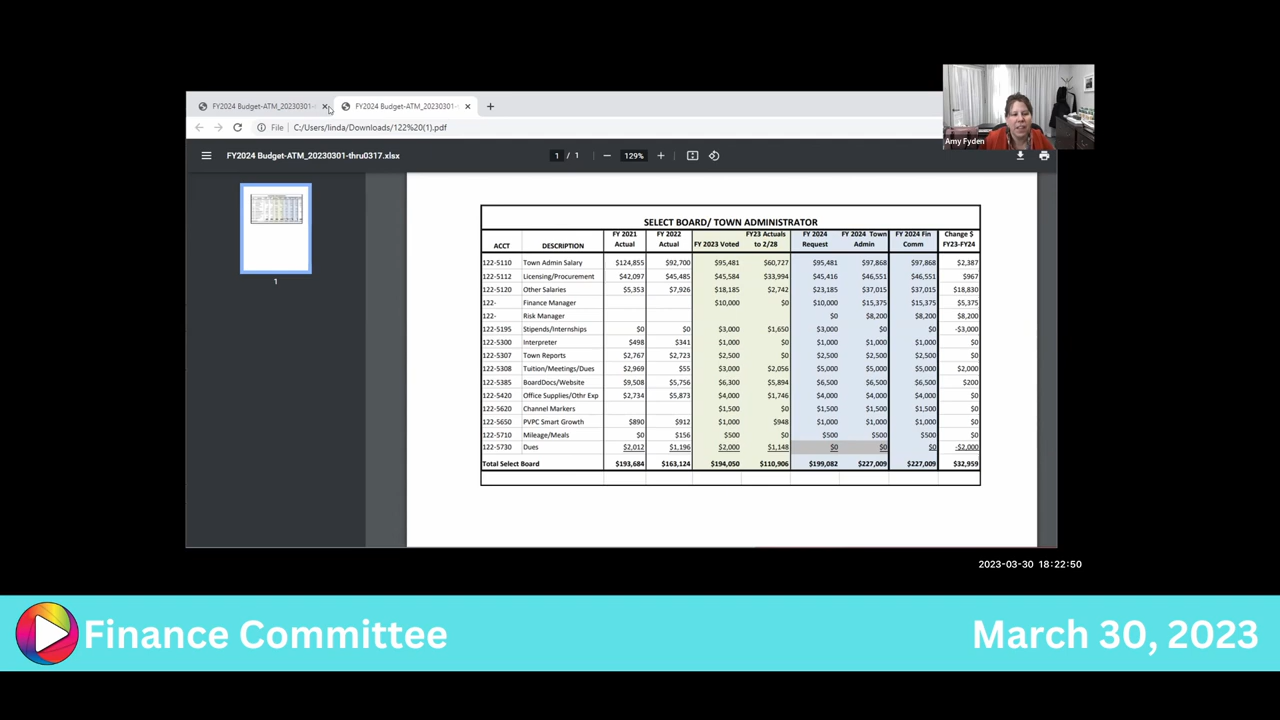 FY2024 Budget-ATM_20230301-
FY2024 Budget-ATM_20230301-
File C:/Users/linda/Downloads/122%20(1).pdf
Amy Fyden
FY2024 Budget-ATM_20230301-thru0317.xlsx 1 / 1 129%
1
SELECT BOARD/ TOWN ADMINISTRATOR
ACCT DESCRIPTION FY 2021 Actual FY 2022 Actual FY 2023 Voted FY23 Actuals to 2/28 FY 2024 Request FY 2024 Town Admin FY 2024 Fin Comm Change $ FY23-FY24
122-5110 Town Admin Salary $124,855 $92,700 $95,481 $60,727 $95,481 $97,868 $97,868 $2,387
122-5112 Licensing/Procurement $42,097 $45,485 $45,584 $33,994 $45,416 $46,551 $46,551 $967
122-5120 Other Salaries $5,353 $7,926 $18,185 $2,742 $23,185 $37,015 $37,015 $18,830
122- Finance Manager $10,000 $0 $10,000 $15,375 $15,375 $5,375
122- Risk Manager $0 $8,200 $8,200 $8,200
122-5195 Stipends/Internships $0 $0 $3,000 $1,650 $3,000 $0 $0 -$3,000
122-5300 Interpreter $498 $341 $1,000 $0 $1,000 $1,000 $1,000 $0
122-5307 Town Reports $2,767 $2,723 $2,500 $0 $2,500 $2,500 $2,500 $0
122-5308 Tuition/Meetings/Dues $2,969 $55 $3,000 $2,056 $5,000 $5,000 $5,000 $2,000
122-5385 BoardDocs/Website $9,508 $5,756 $6,300 $5,894 $6,500 $6,500 $6,500 $200
122-5420 Office Supplies/Othr Exp $2,734 $5,873 $4,000 $1,746 $4,000 $4,000 $4,000 $0
122-5620 Channel Markers $1,500 $0 $1,500 $1,500 $1,500 $0
122-5650 PVPC Smart Growth $890 $912 $1,000 $948 $1,000 $1,000 $1,000 $0
122-5710 Mileage/Meals $0 $156 $500 $0 $500 $500 $500 $0
122-5730 Dues $2,012 $1,196 $2,000 $1,148 $0 $0 $0 -$2,000
Total Select Board $193,684 $163,124 $194,050 $110,906 $199,082 $227,009 $227,009 $32,959
2023-03-30 18:22:50
Finance Committee
March 30, 2023